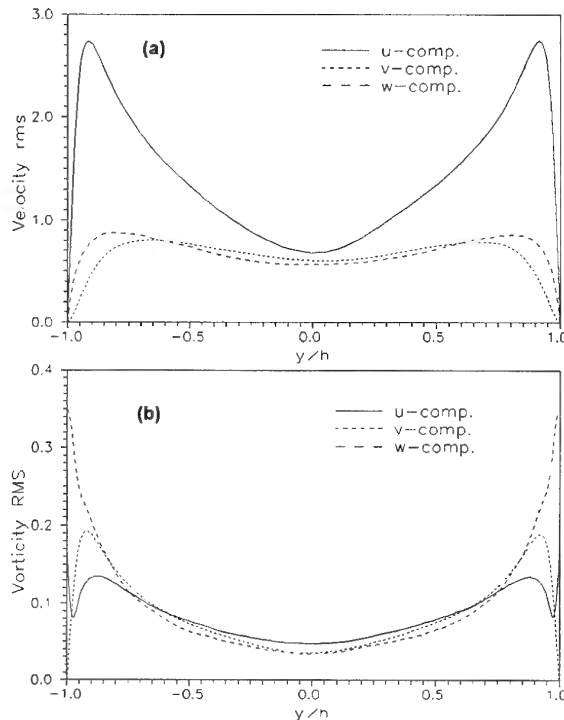 (a)
u-comp.
v-comp.
w-comp.
Velocity rms
3.0
2.0
1.0
0.0
-1.0 -0.5 0.0 0.5 1.0
y/h
(b)
u-comp.
v-comp.
w-comp.
Vorticity RMS
0.4
0.3
0.2
0.1
0.0
-1.0 -0.5 0.0 0.5 1.0
y/h